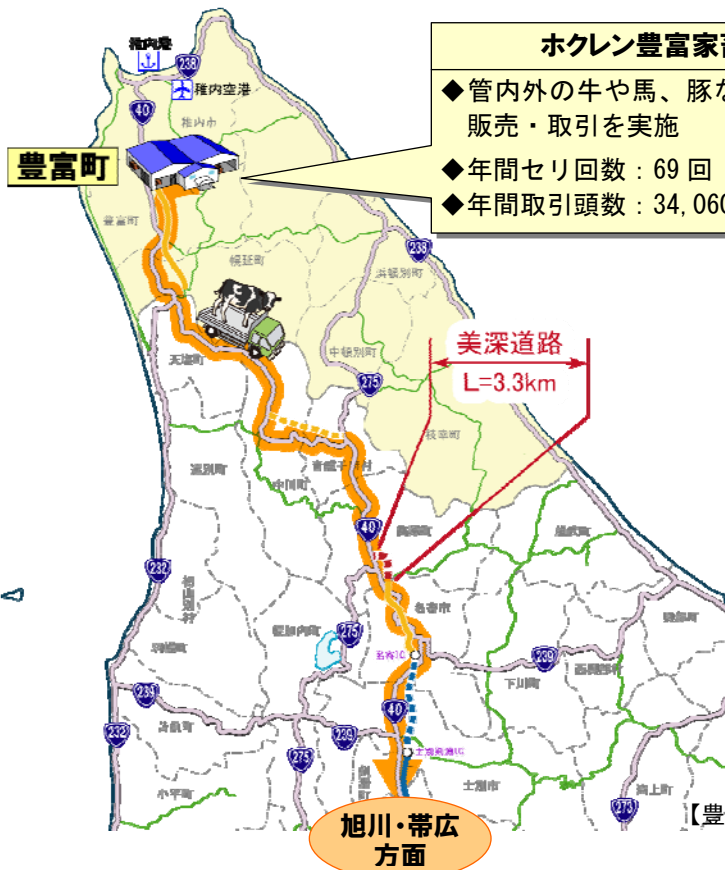 ホクレン豊富家
◆管内外の牛や馬、豚な
販売・取引を実施
◆年間セリ回数：69回
◆年間取引頭数：34,060
稚内港
238
40
稚内空港
稚内市
豊富町
豊富町
幌延町
浜頓別町
238
天塩町
中頓別町
275
美深道路
L=3.3km
枝幸町
遠別町
音威子府村
中川町
40
美深町
雄武町
232
初山別村
275
幌加内町
名寄市
興部町
羽幌町
名寄IC
239
下川町
西興部村
239
苫前町
232
40
239
275
士別剣淵IC
剣淵町
士別市
滝上町
273
小平町
【豊
旭川・帯広
方面